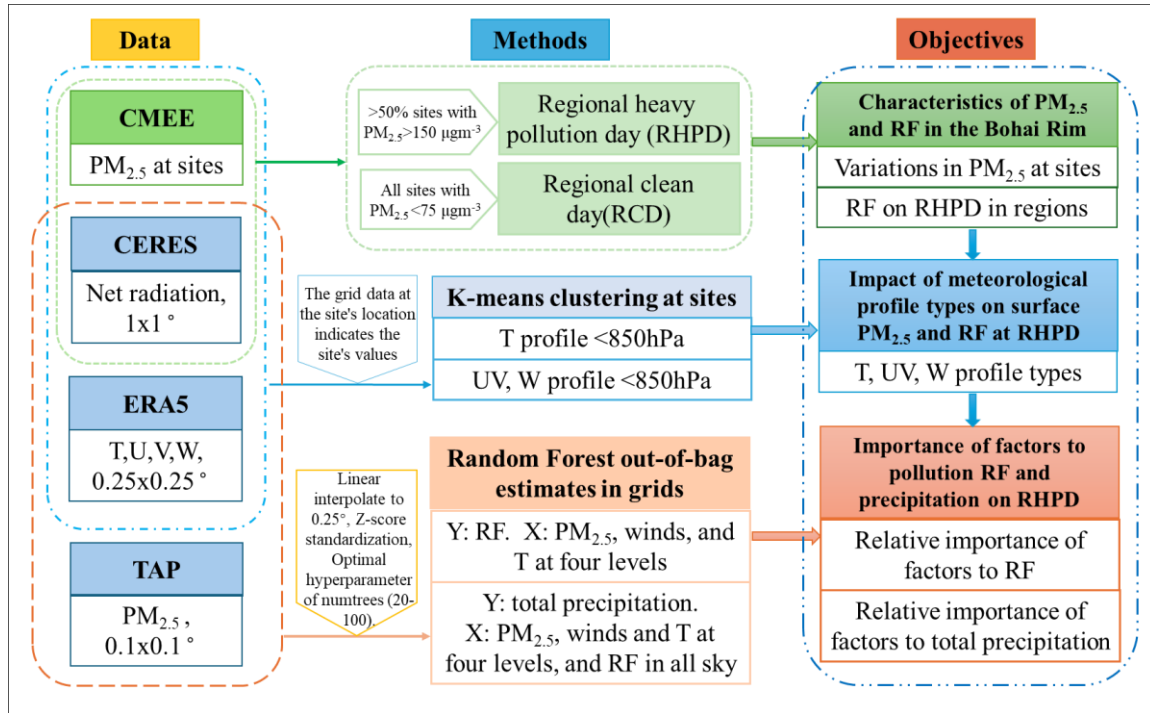 Data
Methods
Objectives
CMEE
PM₂.₅ at sites
CERES
Net radiation,
1x1°
ERA5
T,U,V,W,
0.25x0.25°
TAP
PM₂.₅ ,
0.1x0.1°
>50% sites with
PM₂.₅>150 μgm⁻³
Regional heavy
pollution day (RHPD)
All sites with
PM₂.₅<75 μgm⁻³
Regional clean
day(RCD)
The grid data at
the site's location
indicates the
site's values
K-means clustering at sites
T profile <850hPa
UV, W profile <850hPa
Linear
interpolate to
0.25°, Z-score
standardization,
Optimal
hyperparameter
of numtrees (20-
100).
Random Forest out-of-bag
estimates in grids
Y: RF. X: PM₂.₅, winds, and
T at four levels
Y: total precipitation.
X: PM₂.₅, winds and T at
four levels, and RF in all sky
Characteristics of PM₂.₅
and RF in the Bohai Rim
Variations in PM₂.₅ at sites
RF on RHPD in regions
Impact of meteorological
profile types on surface
PM₂.₅ and RF at RHPD
T, UV, W profile types
Importance of factors to
pollution RF and
precipitation on RHPD
Relative importance of
factors to RF
Relative importance of
factors to total precipitation